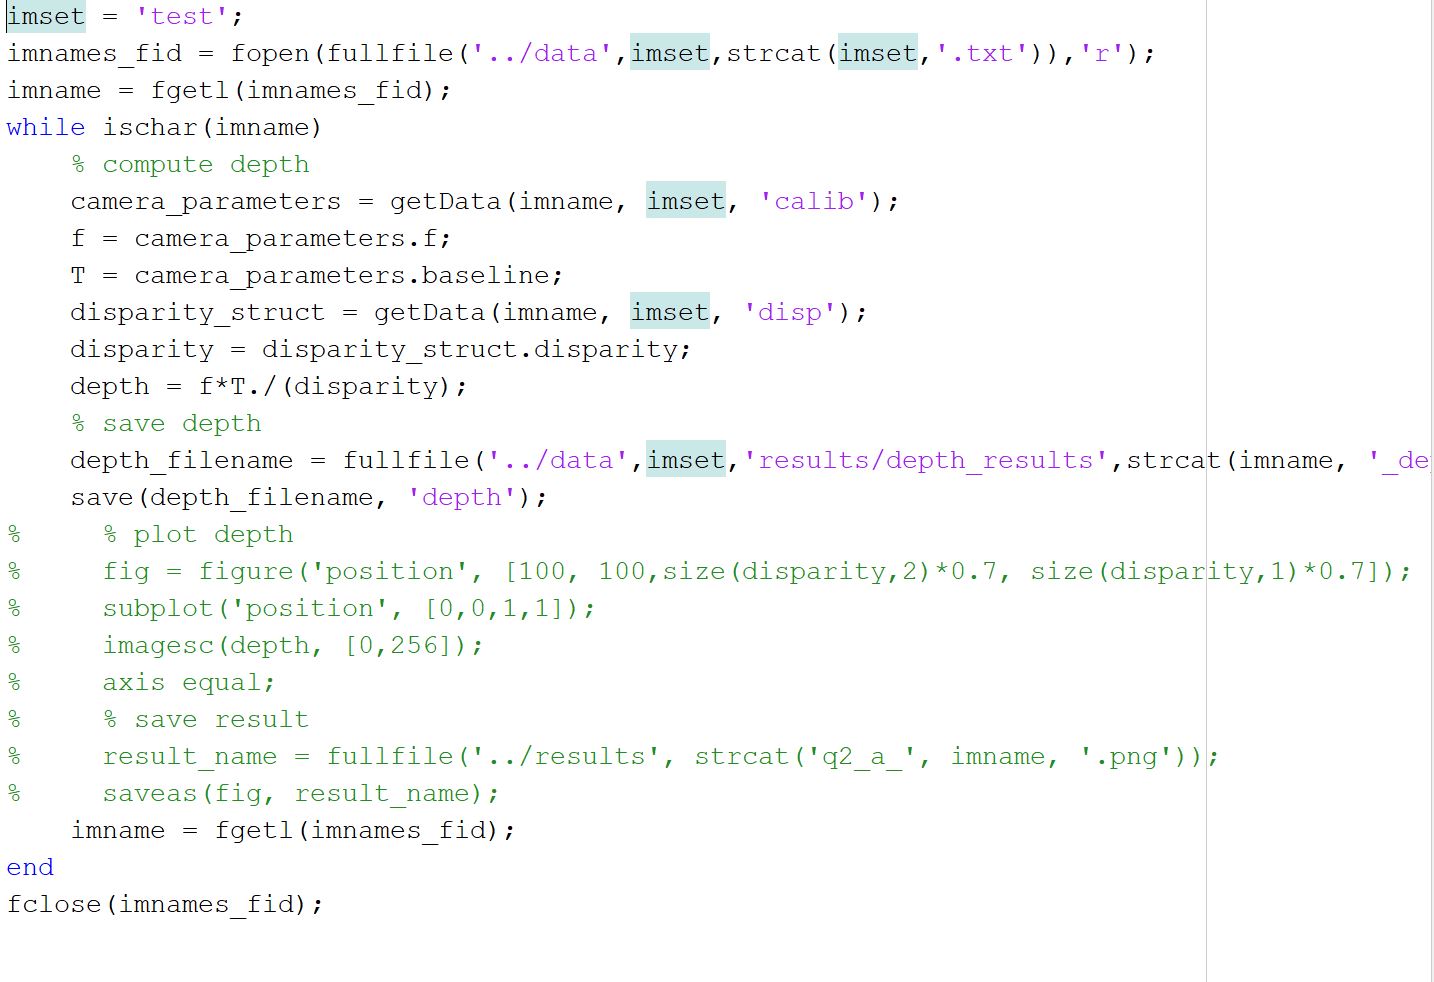 imset = 'test';
imnames_fid = fopen(fullfile('../data',imset,strcat(imset,'.txt')),'r');
imname = fgetl(imnames_fid);
while ischar(imname)
    % compute depth
    camera_parameters = getData(imname, imset, 'calib');
    f = camera_parameters.f;
    T = camera_parameters.baseline;
    disparity_struct = getData(imname, imset, 'disp');
    disparity = disparity_struct.disparity;
    depth = f*T./(disparity);
    % save depth
    depth_filename = fullfile('../data',imset,'results/depth_results',strcat(imname, '_de
    save(depth_filename, 'depth');
%     % plot depth
%     fig = figure('position', [100, 100,size(disparity,2)*0.7, size(disparity,1)*0.7]);
%     subplot('position', [0,0,1,1]);
%     imagesc(depth, [0,256]);
%     axis equal;
%     % save result
%     result_name = fullfile('../results', strcat('q2_a_', imname, '.png'));
%     saveas(fig, result_name);
    imname = fgetl(imnames_fid);
end
fclose(imnames_fid);